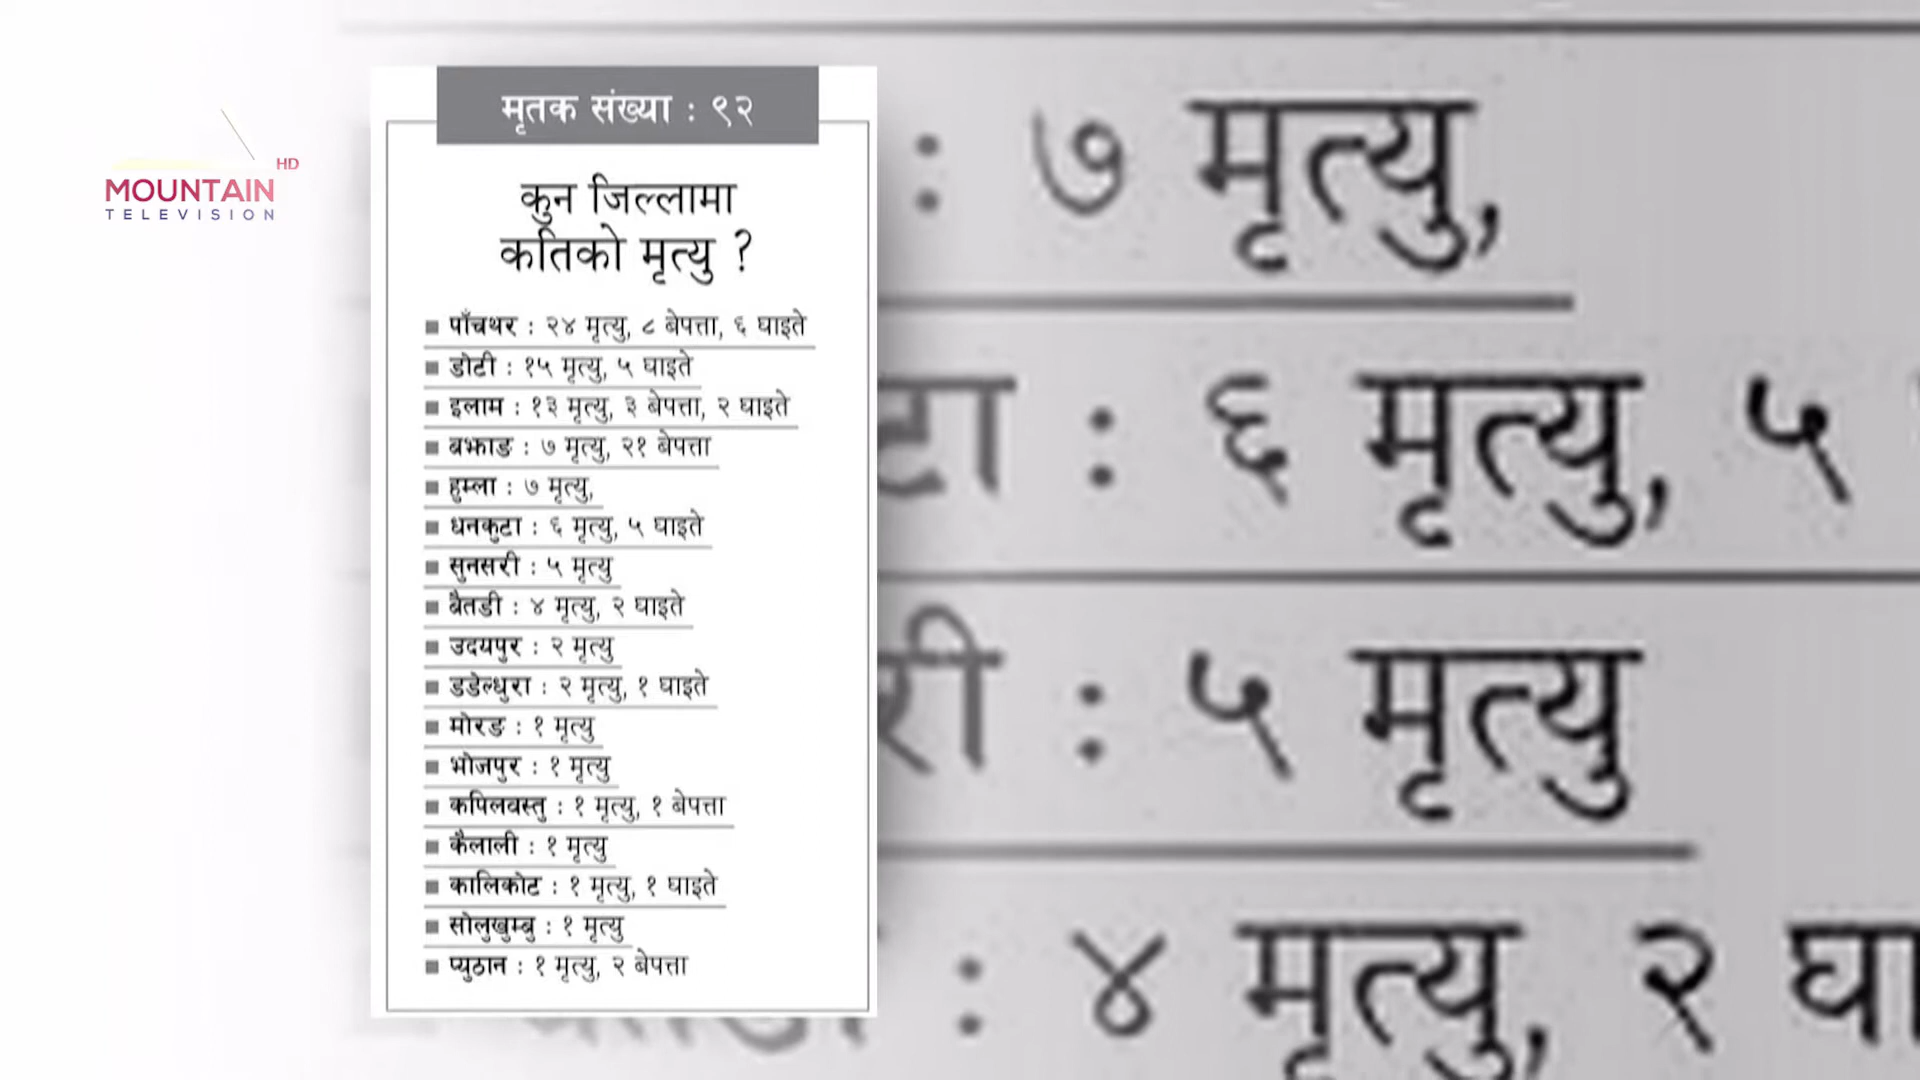 HD
MOUNTAIN
TELEVISION
मृतक संख्या : ९२
कुन जिल्लामा
कतिको मृत्यु ?
पाँचथर : २४ मृत्यु, ८ बेपत्ता, ६ घाइते
डोटी : १५ मृत्यु, ५ घाइते
इलाम : १३ मृत्यु, ३ बेपत्ता, २ घाइते
बझाङ : ७ मृत्यु, २१ बेपत्ता
हुम्ला : ७ मृत्यु,
धनकुटा : ६ मृत्यु, ५ घाइते
सुनसरी : ५ मृत्यु
बैतडी : ४ मृत्यु, २ घाइते
उदयपुर : २ मृत्यु
डडेल्धुरा : २ मृत्यु, १ घाइते
मोरङ : १ मृत्यु
भोजपुर : १ मृत्यु
कपिलवस्तु : १ मृत्यु, १ बेपत्ता
कैलाली : १ मृत्यु
कालिकोट : १ मृत्यु, १ घाइते
सोलुखुम्बु : १ मृत्यु
प्युठान : १ मृत्यु, २ बेपत्ता
: ७ मृत्यु,
टा : ६ मृत्यु, ५
री : ५ मृत्यु
: ४ मृत्यु, २ घा